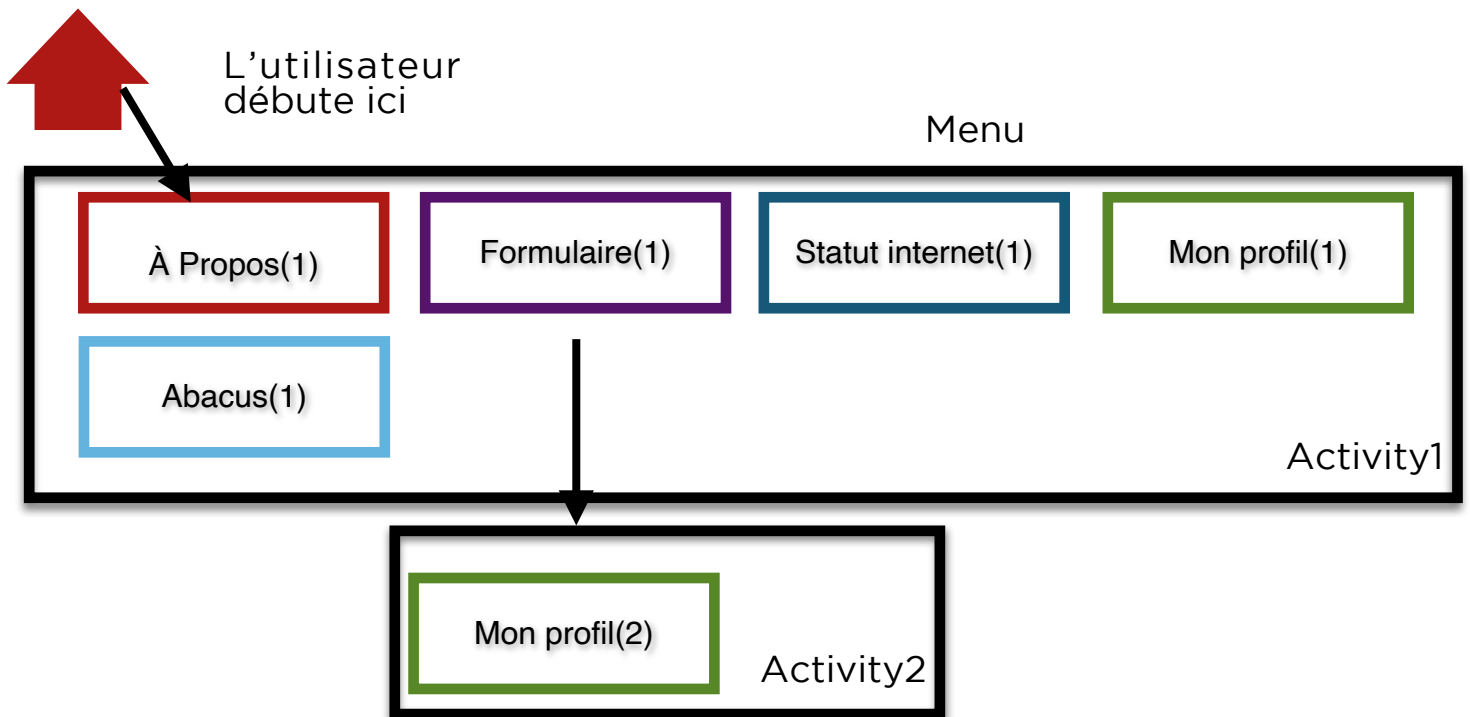 L'utilisateur
débute ici
Menu
À Propos(1)
Formulaire(1)
Statut internet(1)
Mon profil(1)
Abacus(1)
Activity1
Mon profil(2)
Activity2